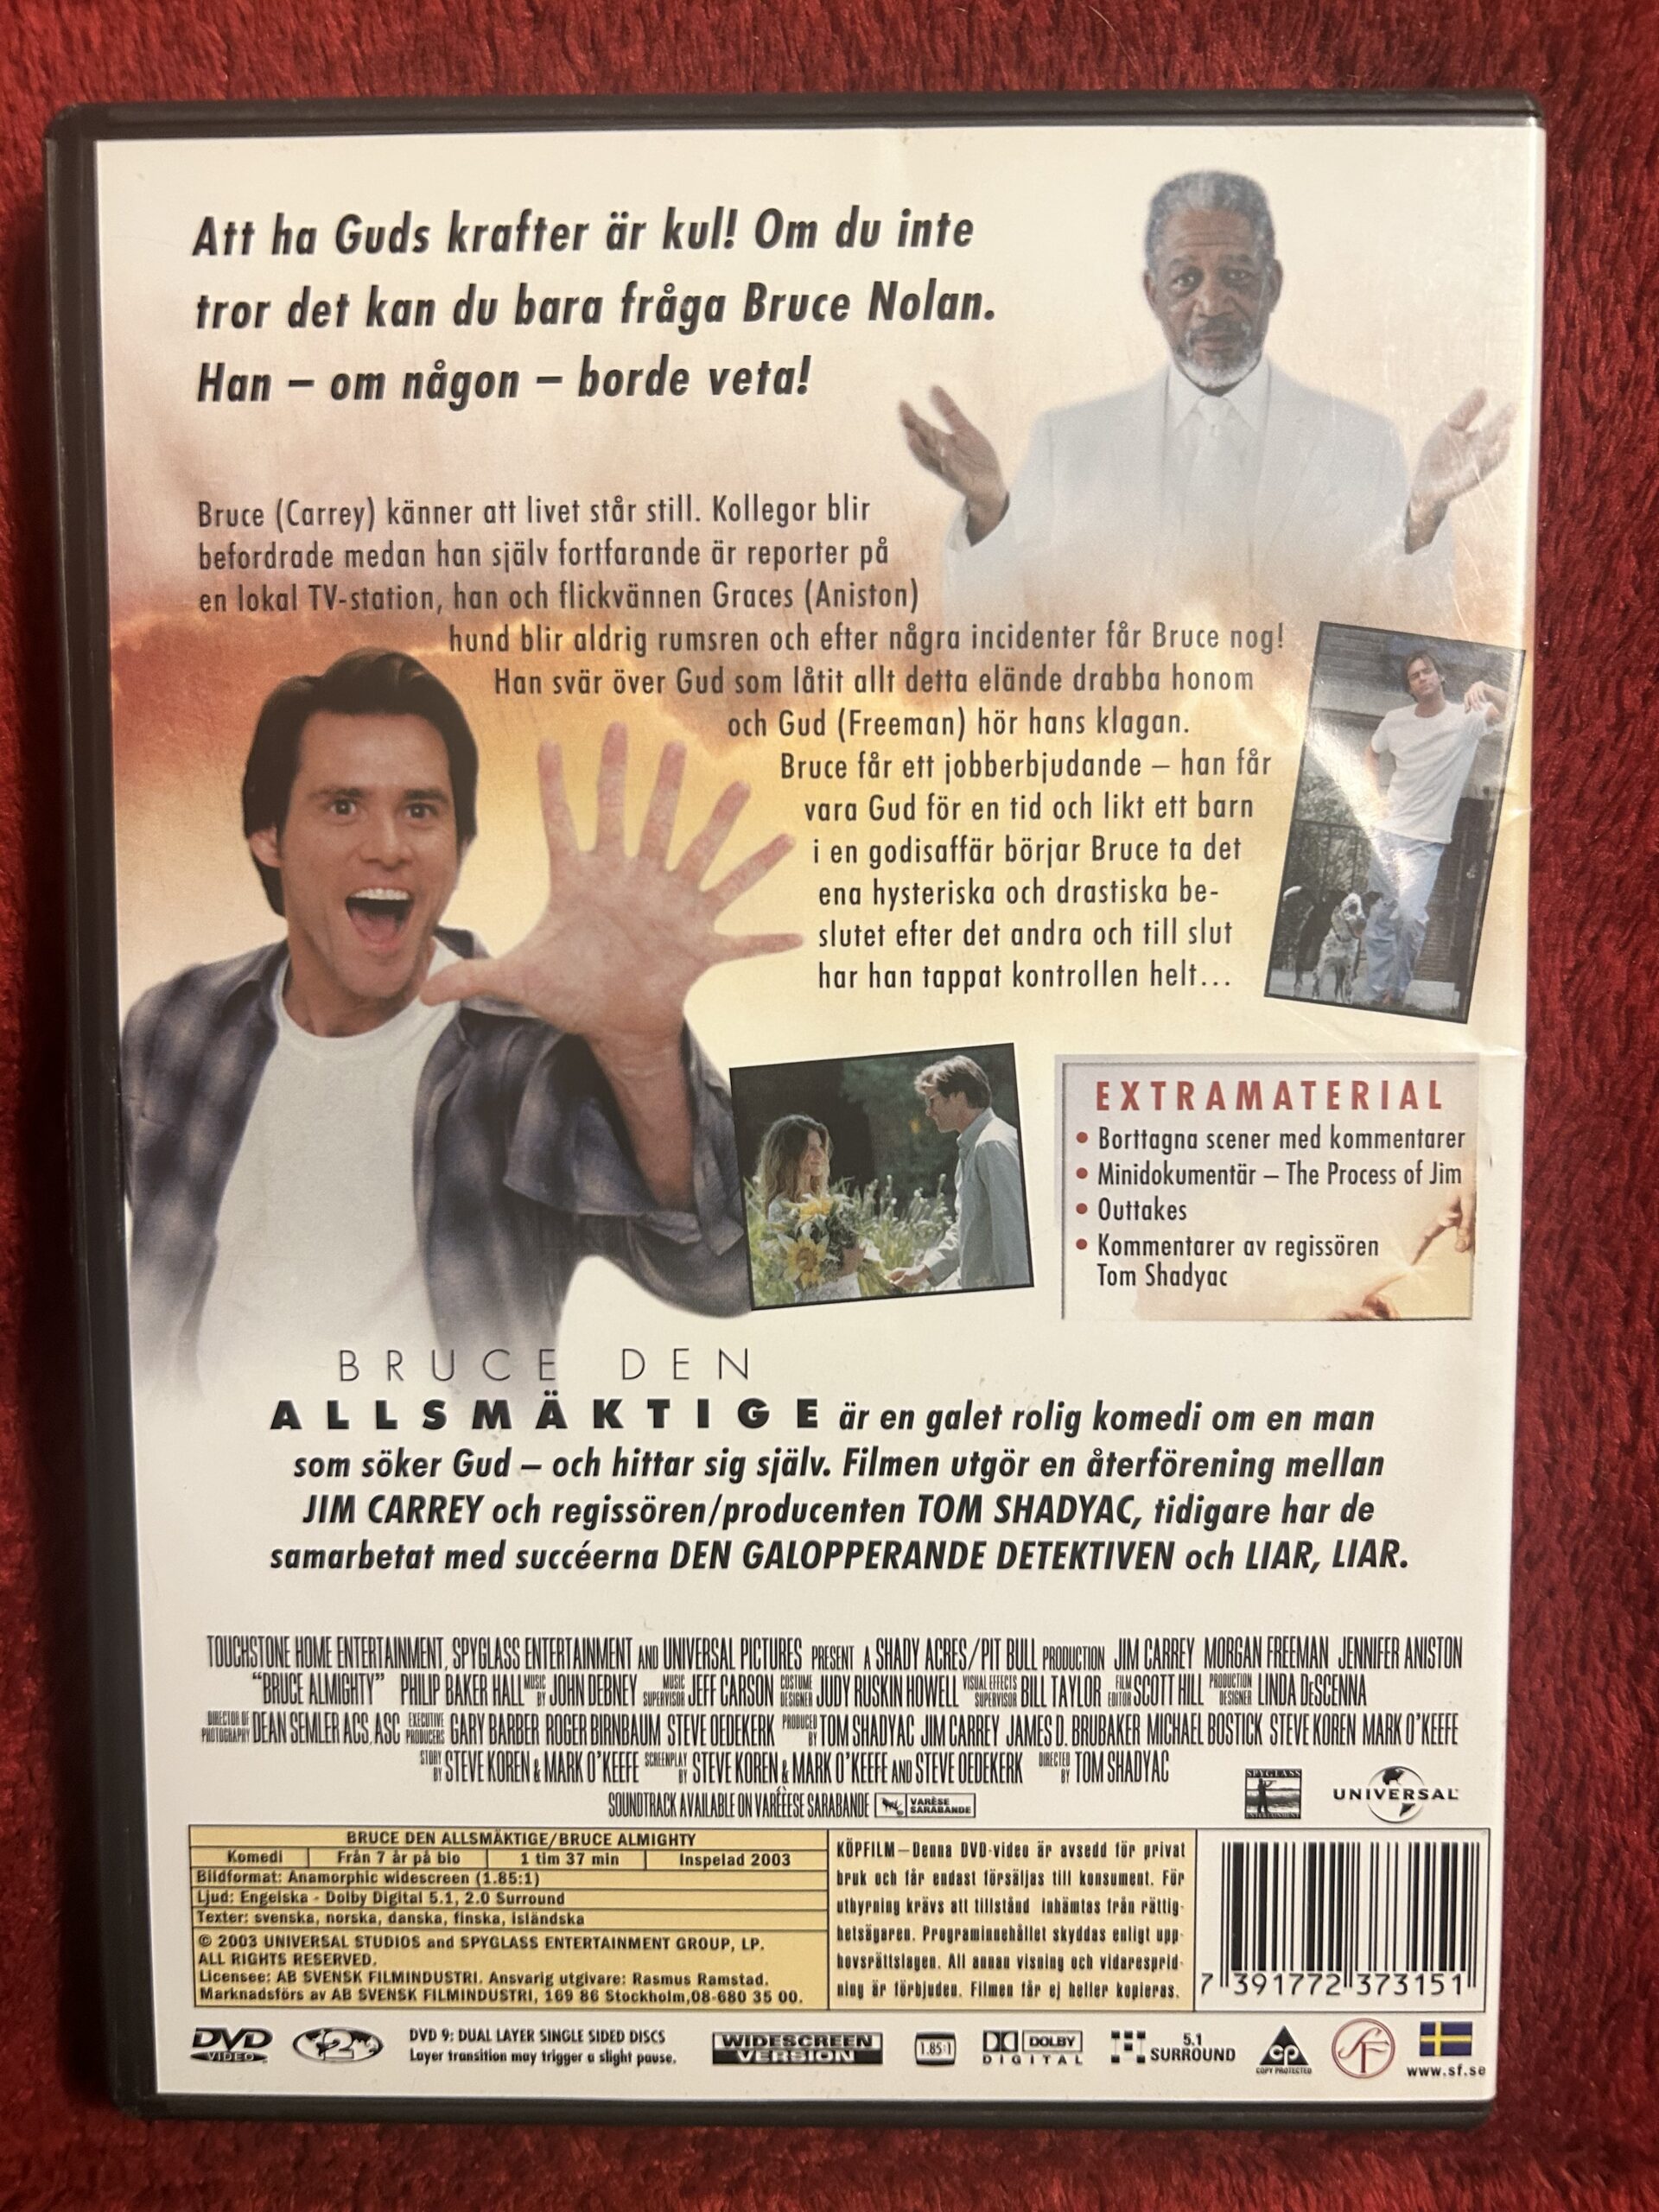 Att ha Guds krafter är kul! Om du inte
tror det kan du bara fråga Bruce Nolan.
Han – om någon – borde veta!
Bruce (Carrey) känner att livet står still. Kollegor blir
befordrade medan han själv fortfarande är reporter på
en lokal TV-station, han och flickvännen Graces (Aniston)
hund blir aldrig rumsren och efter några incidenter får Bruce nog!
Han svär över Gud som låtit allt detta elände drabba honom
och Gud (Freeman) hör hans klagan.
Bruce får ett jobberbjudande – han får
vara Gud för en tid och likt ett barn
i en godisaffär börjar Bruce ta det
ena hysteriska och drastiska be-
slutet efter det andra och till slut
har han tappat kontrollen helt...
EXTRAMATERIAL
• Borttagna scener med kommentarer
• Minidokumentär – The Process of Jim
• Outtakes
• Kommentarer av regissören
Tom Shadyac
BRUCE DEN
ALLSMÄKTIGE är en galet rolig komedi om en man
som söker Gud – och hittar sig själv. Filmen utgör en återförening mellan
JIM CARREY och regissören/producenten TOM SHADYAC, tidigare har de
samarbetat med succéerna DEN GALOPPERANDE DETEKTIVEN och LIAR, LIAR.
TOUCHSTONE HOME ENTERTAINMENT, SPYGLASS ENTERTAINMENT AND UNIVERSAL PICTURES PRESENT A SHADY ACRES/PIT BULL PRODUCTION JIM CARREY MORGAN FREEMAN JENNIFER ANISTON
"BRUCE ALMIGHTY" PHILIP BAKER HALL MUSIC BY JOHN DEBNEY MUSIC SUPERVISOR JEFF CARSON COSTUME DESIGNER JUDY RUSKIN HOWELL VISUAL EFFECTS SUPERVISOR BILL TAYLOR FILM EDITOR SCOTT HILL PRODUCTION DESIGNER LINDA DeSCENNA
DIRECTOR OF PHOTOGRAPHY DEAN SEMLER ACS, ASC EXECUTIVE PRODUCERS GARY BARBER ROGER BIRNBAUM STEVE OEDEKERK PRODUCED BY TOM SHADYAC JIM CARREY JAMES D. BRUBAKER MICHAEL BOSTICK STEVE KOREN MARK O'KEEFE
STORY BY STEVE KOREN & MARK O'KEEFE SCREENPLAY BY STEVE KOREN & MARK O'KEEFE AND STEVE OEDEKERK DIRECTED BY TOM SHADYAC
SOUNDTRACK AVAILABLE ON VARÈÈESE SARABANDE VARÈSE SARABANDE
SPYGLASS ENTERTAINMENT
UNIVERSAL
BRUCE DEN ALLSMÄKTIGE/BRUCE ALMIGHTY
Komedi Från 7 år på bio 1 tim 37 min Inspelad 2003
Bildformat: Anamorphic widescreen (1.85:1)
Ljud: Engelska - Dolby Digital 5.1, 2.0 Surround
Texter: svenska, norska, danska, finska, isländska
© 2003 UNIVERSAL STUDIOS and SPYGLASS ENTERTAINMENT GROUP, LP.
ALL RIGHTS RESERVED.
Licensee: AB SVENSK FILMINDUSTRI. Ansvarig utgivare: Rasmus Ramstad.
Marknadsförs av AB SVENSK FILMINDUSTRI, 169 86 Stockholm,08-680 35 00.
KÖPFILM – Denna DVD-video är avsedd för privat
bruk och får endast försäljas till konsument. För
uthyrning krävs att tillstånd inhämtas från rättig-
hetsägaren. Programinnehållet skyddas enligt upp-
hovsrättslagen. All annan visning och vidaresprid-
ning är förbjuden. Filmen får ej heller kopieras.
7 391772 373151
DVD VIDEO
2
DVD 9: DUAL LAYER SINGLE SIDED DISCS
Layer transition may trigger a slight pause.
WIDESCREEN VERSION
1.85:1
DOLBY DIGITAL
5.1 SURROUND
CP COPY PROTECTED
SF
www.sf.se